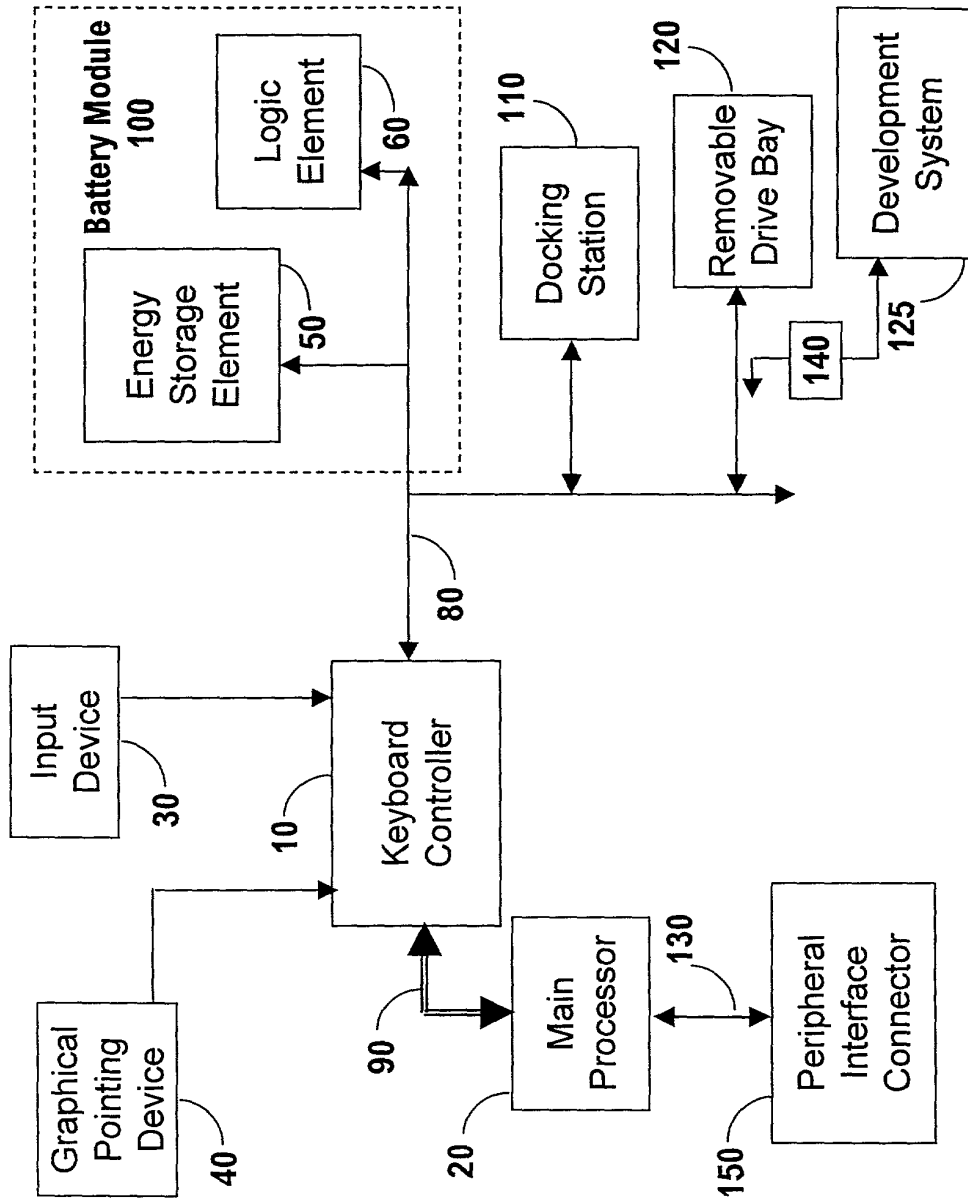 Graphical
Pointing
Device
40
Input
Device
30
Battery Module
100
Energy
Storage
Element
50
Logic
Element
60
10
Keyboard
Controller
80
90
Main
Processor
20
130
Peripheral
Interface
Connector
150
Docking
Station
110
Removable
Drive Bay
120
140
Development
System
125